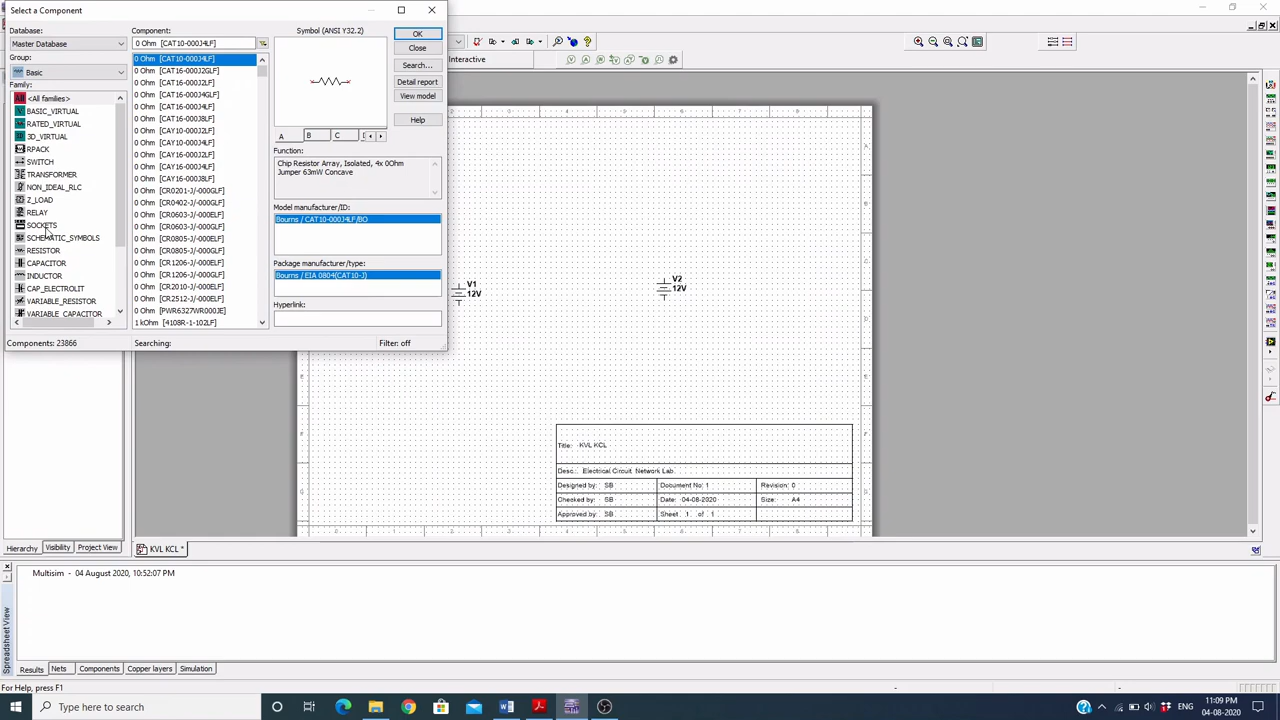 Select a Component
Database:
Master Database
Group:
Basic
Family:
All
<All families>
BASIC_VIRTUAL
RATED_VIRTUAL
3D_VIRTUAL
RPACK
SWITCH
TRANSFORMER
NON_IDEAL_RLC
Z_LOAD
RELAY
SOCKETS
SCHEMATIC_SYMBOLS
RESISTOR
CAPACITOR
INDUCTOR
CAP_ELECTROLIT
VARIABLE_RESISTOR
VARIABLE_CAPACITOR
Components: 23866
Component:
0 Ohm [CAT10-000J4LF]
0 Ohm [CAT10-000J4LF]
0 Ohm [CAT16-000J2GLF]
0 Ohm [CAT16-000J2LF]
0 Ohm [CAT16-000J4GLF]
0 Ohm [CAT16-000J4LF]
0 Ohm [CAT16-000J8LF]
0 Ohm [CAY10-000J2LF]
0 Ohm [CAY10-000J4LF]
0 Ohm [CAY16-000J2LF]
0 Ohm [CAY16-000J4LF]
0 Ohm [CAY16-000J8LF]
0 Ohm [CR0201-J/-000GLF]
0 Ohm [CR0402-J/-000GLF]
0 Ohm [CR0603-J/-000ELF]
0 Ohm [CR0603-J/-000GLF]
0 Ohm [CR0805-J/-000ELF]
0 Ohm [CR0805-J/-000GLF]
0 Ohm [CR1206-J/-000ELF]
0 Ohm [CR1206-J/-000GLF]
0 Ohm [CR2010-J/-000ELF]
0 Ohm [CR2512-J/-000ELF]
0 Ohm [PWR6327WR000JE]
1 kOhm [4108R-1-102LF]
Searching:
Symbol (ANSI Y32.2)
A B C
Function:
Chip Resistor Array, Isolated, 4x 0Ohm
Jumper 63mW Concave
Model manufacturer/ID:
Bourns / CAT10-000J4LF/BO
Package manufacturer/type:
Bourns / EIA 0804(CAT10-J)
Hyperlink:
Filter: off
OK
Close
Search...
Detail report
View model
Help
Interactive
V1
12V
V2
12V
Title: KVL KCL
Desc.: Electrical Circuit Network Lab
Designed by: SB Document No: 1 Revision: 0
Checked by: SB Date: 04-08-2020 Size: A4
Approved by: SB Sheet 1 of 1
Hierarchy Visibility Project View
KVL KCL *
Multisim - 04 August 2020, 10:52:07 PM
Spreadsheet View
Results Nets Components Copper layers Simulation
For Help, press F1
Type here to search
ENG
11:09 PM
04-08-2020